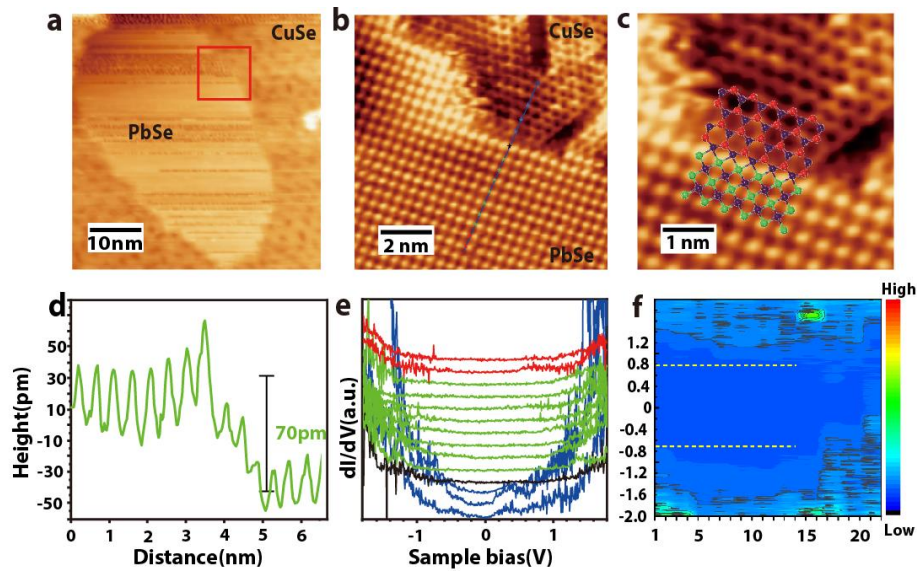 a
CuSe
PbSe
10nm
b
CuSe
2 nm
PbSe
c
1 nm
d
Height(pm)
50
30
10
-10
-30
-50
70pm
0 1 2 3 4 5 6
Distance(nm)
e
dI/dV(a.u.)
-1 0 1
Sample bias(V)
f
1.2
0.8
0.4
0
-0.4
-0.8
-1.2
-1.6
-2.0
1 5 10 15 20
High
Low